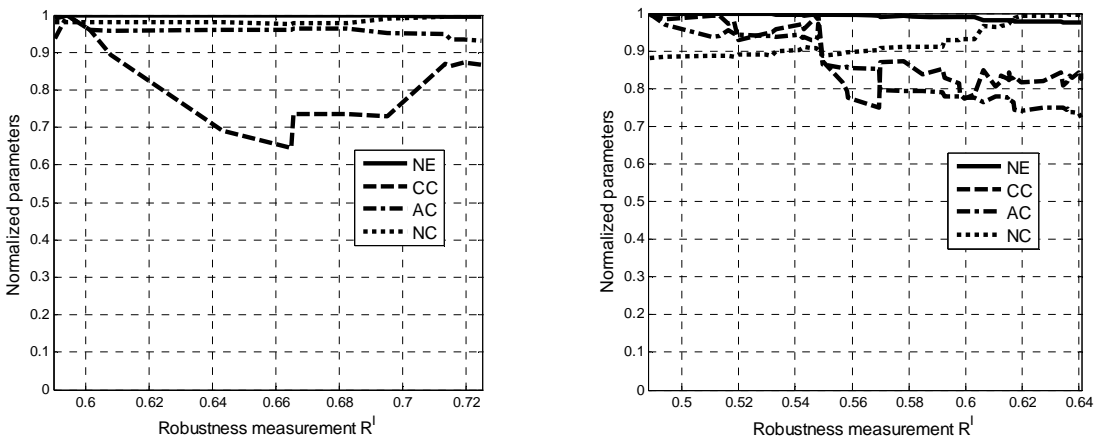 Normalized parameters
1
0.9
0.8
0.7
0.6
0.5
0.4
0.3
0.2
0.1
0
NE
CC
AC
NC
0.6 0.62 0.64 0.66 0.68 0.7 0.72
Robustness measurement R^I
Normalized parameters
1
0.9
0.8
0.7
0.6
0.5
0.4
0.3
0.2
0.1
0
NE
CC
AC
NC
0.5 0.52 0.54 0.56 0.58 0.6 0.62 0.64
Robustness measurement R^I